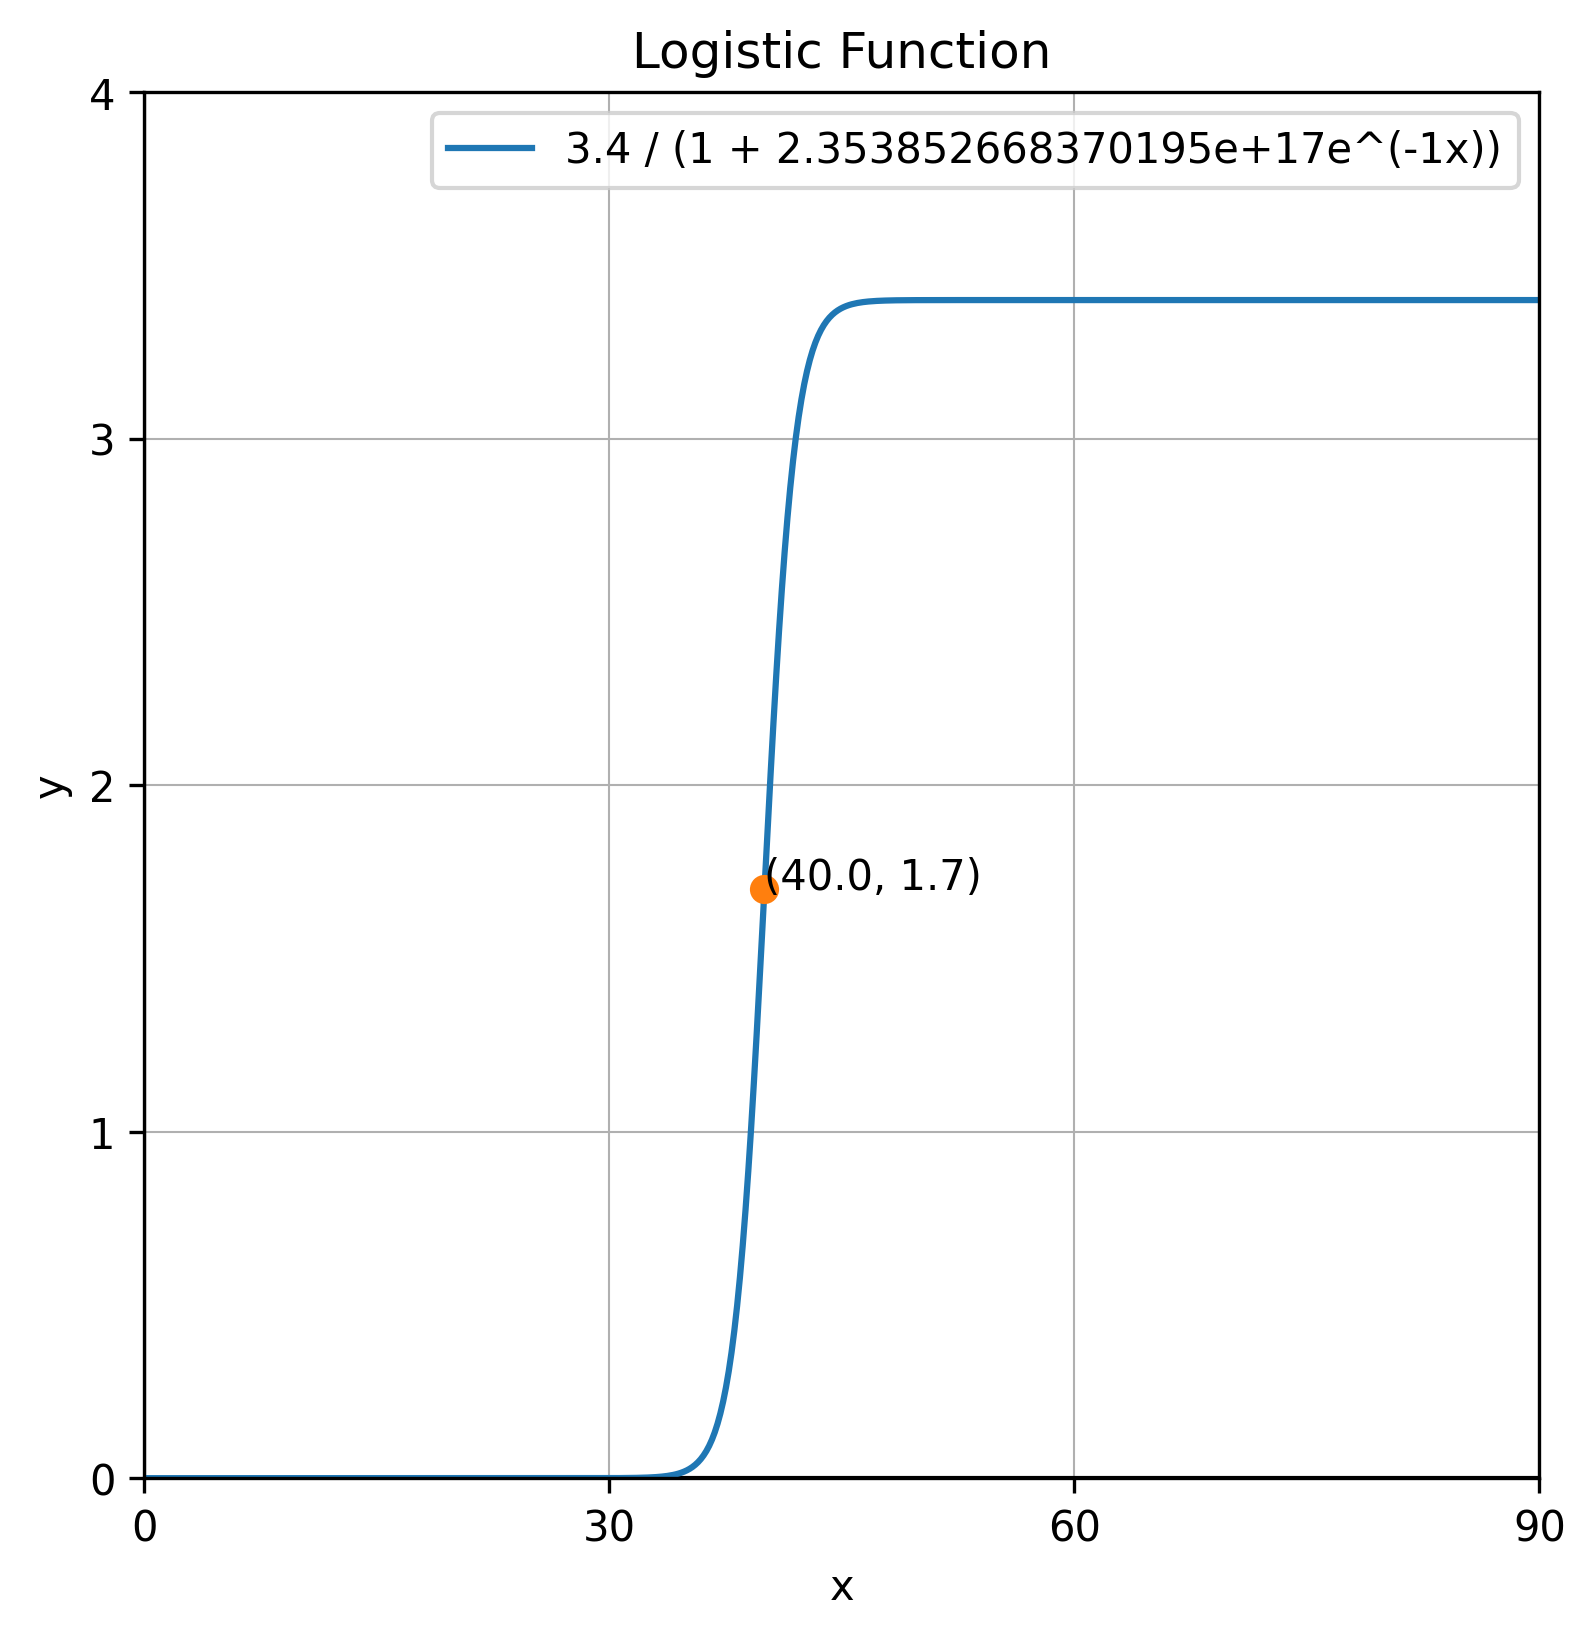 Logistic Function
3.4 / (1 + 2.353852668370195e+17e^(-1x))
4
3
2
1
0
y
(40.0, 1.7)
0 30 60 90
x